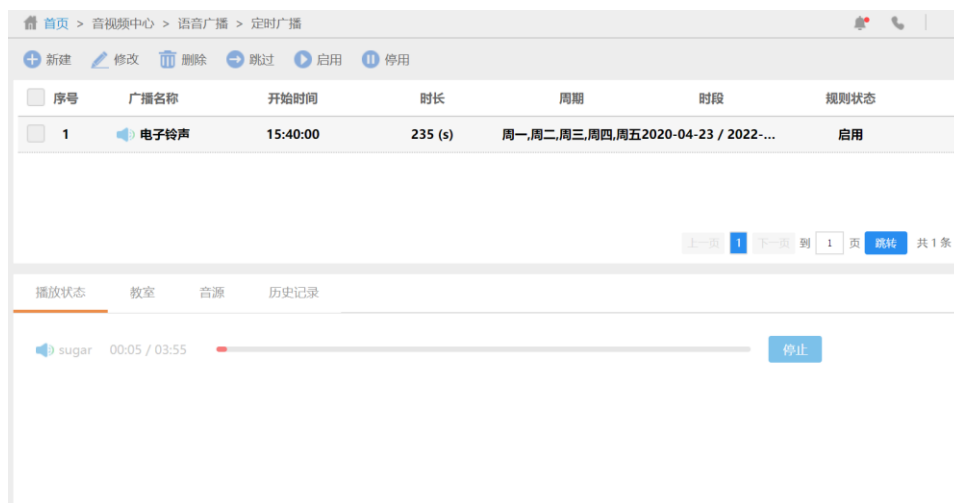 首页 > 音视频中心 > 语音广播 > 定时广播
新建 修改 删除 跳过 启用 停用
序号 广播名称 开始时间 时长 周期 时段 规则状态
1 电子铃声 15:40:00 235 (s) 周一,周二,周三,周四,周五2020-04-23 / 2022-... 启用
上一页 1 下一页 到 1 页 跳转 共 1 条
播放状态 教室 音源 历史记录
sugar 00:05 / 03:55 停止